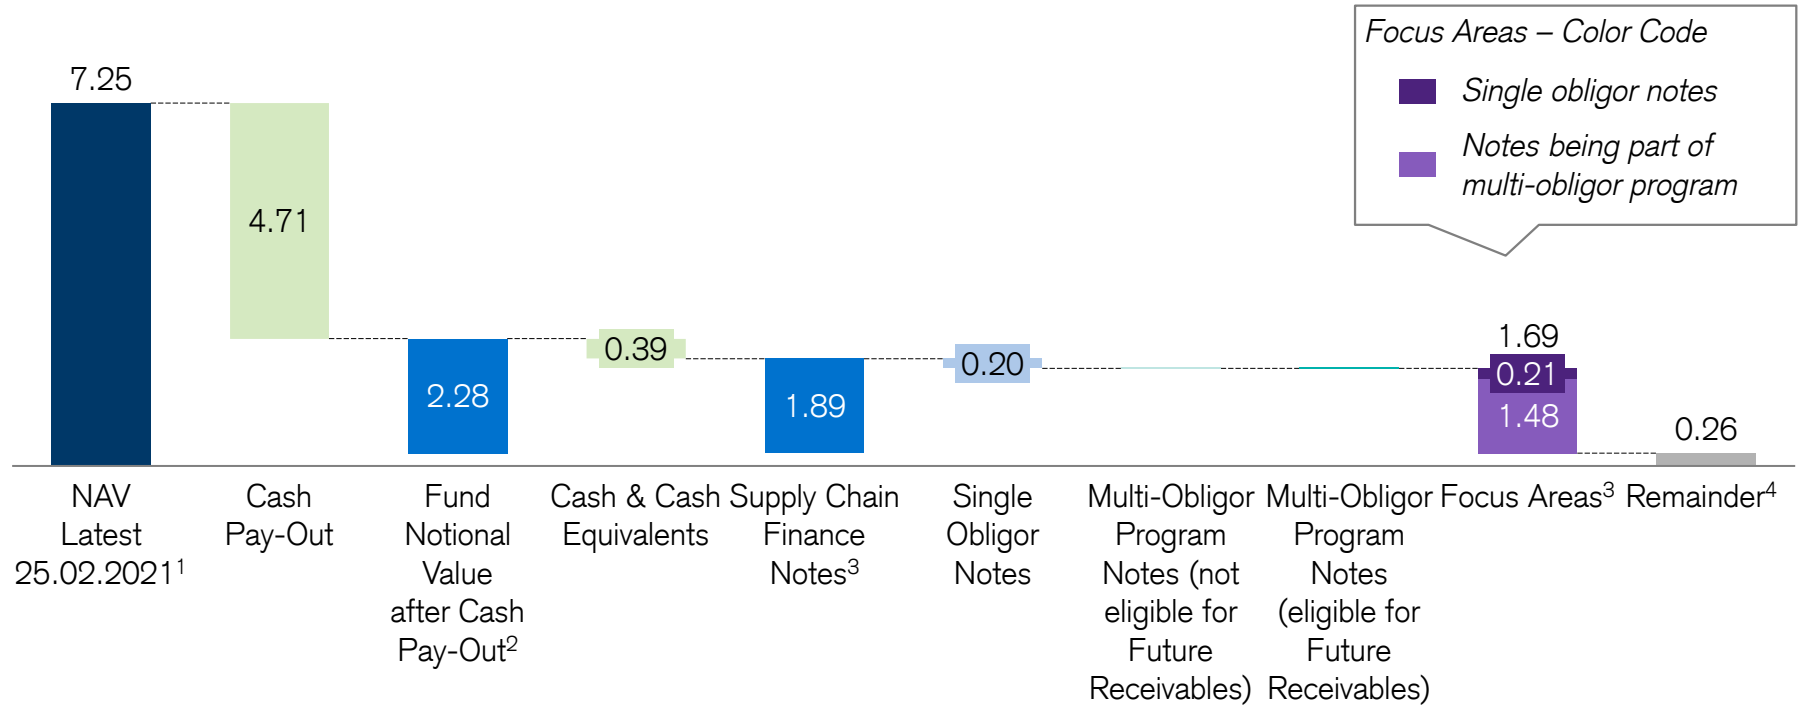 Focus Areas – Color Code
Single obligor notes
Notes being part of
multi-obligor program
7.25
4.71
2.28
0.39
1.89
0.20
1.69
0.21
1.48
0.26
NAV
Latest
25.02.2021¹
Cash
Pay-Out
Fund
Notional
Value
after Cash
Pay-Out²
Cash & Cash
Equivalents
Supply Chain
Finance
Notes³
Single
Obligor
Notes
Multi-Obligor
Program
Notes (not
eligible for
Future
Receivables)
Multi-Obligor
Program
Notes
(eligible for
Future
Receivables)
Focus Areas³
Remainder⁴